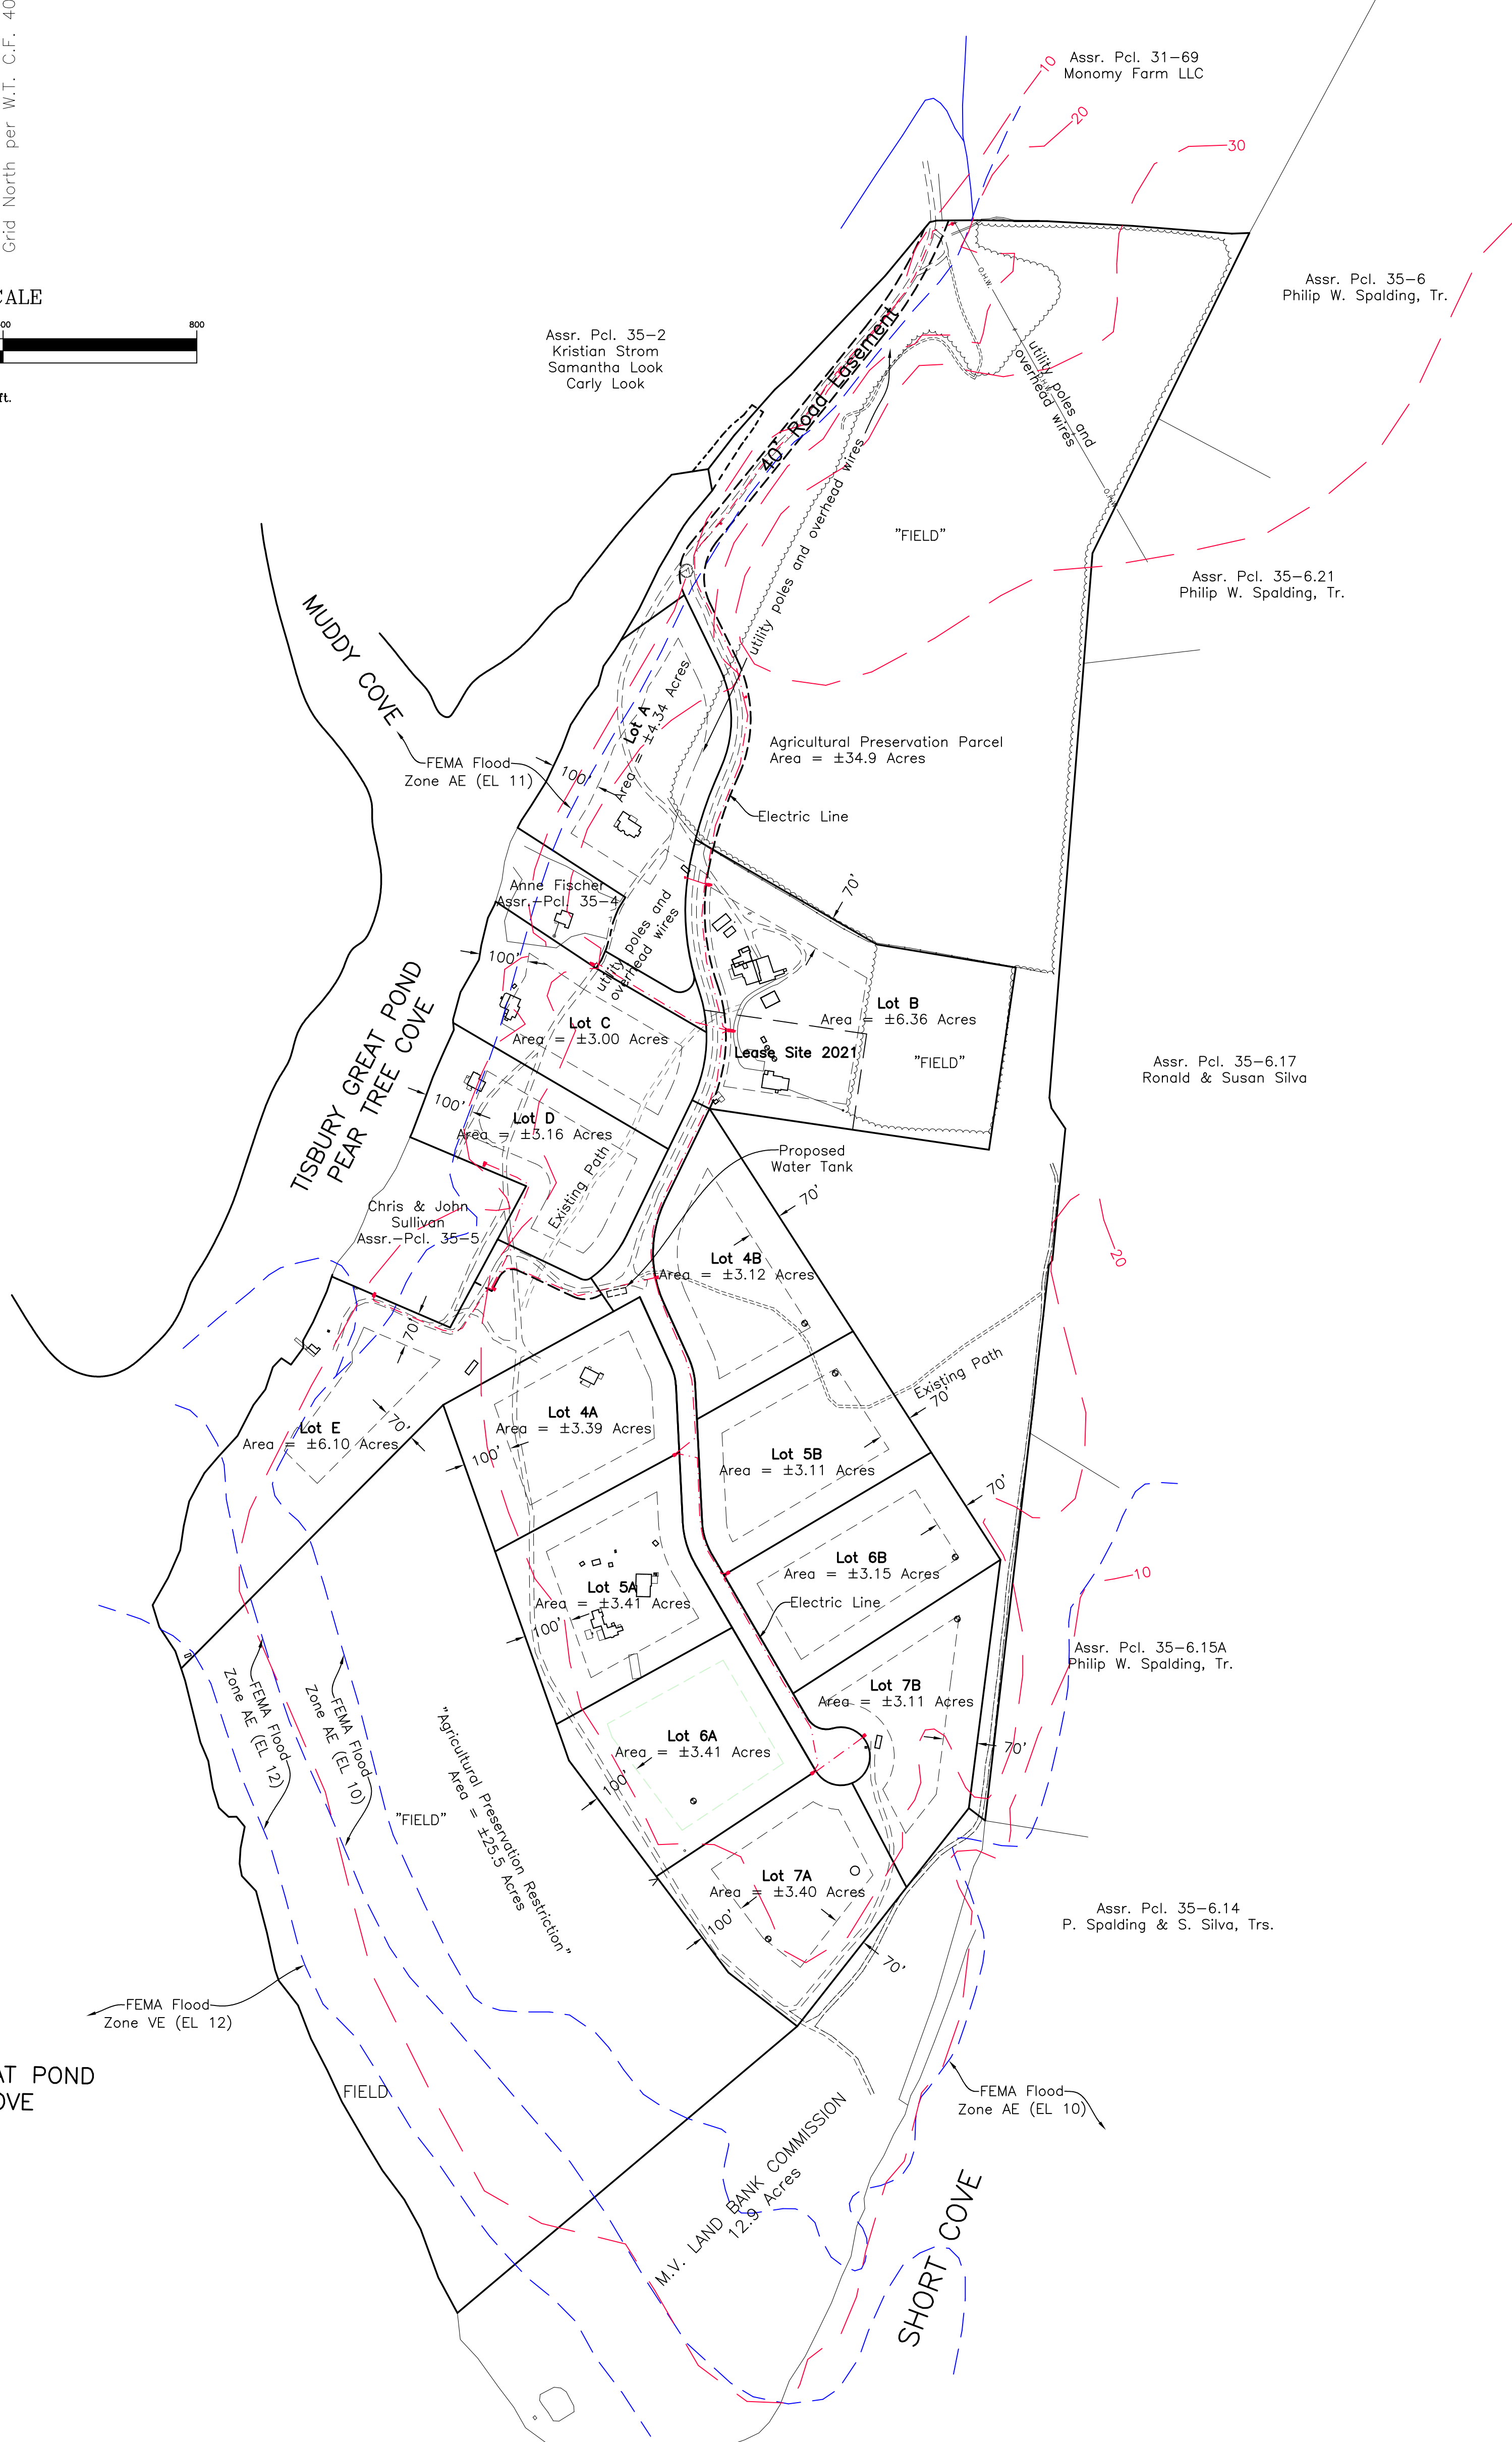 Grid North per W.T. C.F. 40
CALE
800
ft.
Assr. Pcl. 31-69
Monomy Farm LLC
10
20
30
Assr. Pcl. 35-6
Philip W. Spalding, Tr.
Assr. Pcl. 35-2
Kristian Strom
Samantha Look
Carly Look
O.H.W.
40' Road Easement
utility poles and
overhead wires
O.H.W.
utility poles and overhead wires
O.H.W.
"FIELD"
Assr. Pcl. 35-6.21
Philip W. Spalding, Tr.
MUDDY COVE
Lot A
Area = ±4.34 Acres
FEMA Flood
Zone AE (EL 11)
100'
Agricultural Preservation Parcel
Area = ±34.9 Acres
Electric Line
70'
Anne Fischer
Assr. Pcl. 35-4
utility poles and
overhead wires
100'
TISBURY GREAT POND
PEAR TREE COVE
Lot C
Area = ±3.00 Acres
Lot B
Area = ±6.36 Acres
Lease Site 2021
"FIELD"
Assr. Pcl. 35-6.17
Ronald & Susan Silva
100'
Lot D
Area = ±3.16 Acres
Existing Path
Proposed
Water Tank
70'
Chris & John
Sullivan
Assr. Pcl. 35-5
20
Lot 4B
Area = ±3.12 Acres
70'
Existing Path
70'
70'
Lot E
Area = ±6.10 Acres
Lot 4A
Area = ±3.39 Acres
100'
Lot 5B
Area = ±3.11 Acres
70'
Lot 6B
Area = ±3.15 Acres
10
Lot 5A
Area = ±3.41 Acres
Electric Line
100'
Assr. Pcl. 35-6.15A
Philip W. Spalding, Tr.
FEMA Flood
Zone AE (EL 12)
FEMA Flood
Zone AE (EL 10)
Lot 7B
Area = ±3.11 Acres
70'
Lot 6A
Area = ±3.41 Acres
100'
"FIELD"
"Agricultural Preservation Restriction"
Area = ±25.5 Acres
Lot 7A
Area = ±3.40 Acres
100'
70'
Assr. Pcl. 35-6.14
P. Spalding & S. Silva, Trs.
FEMA Flood
Zone VE (EL 12)
AT POND
OVE
FIELD
FEMA Flood
Zone AE (EL 10)
M.V. LAND BANK COMMISSION
12.9 Acres
SHORT COVE